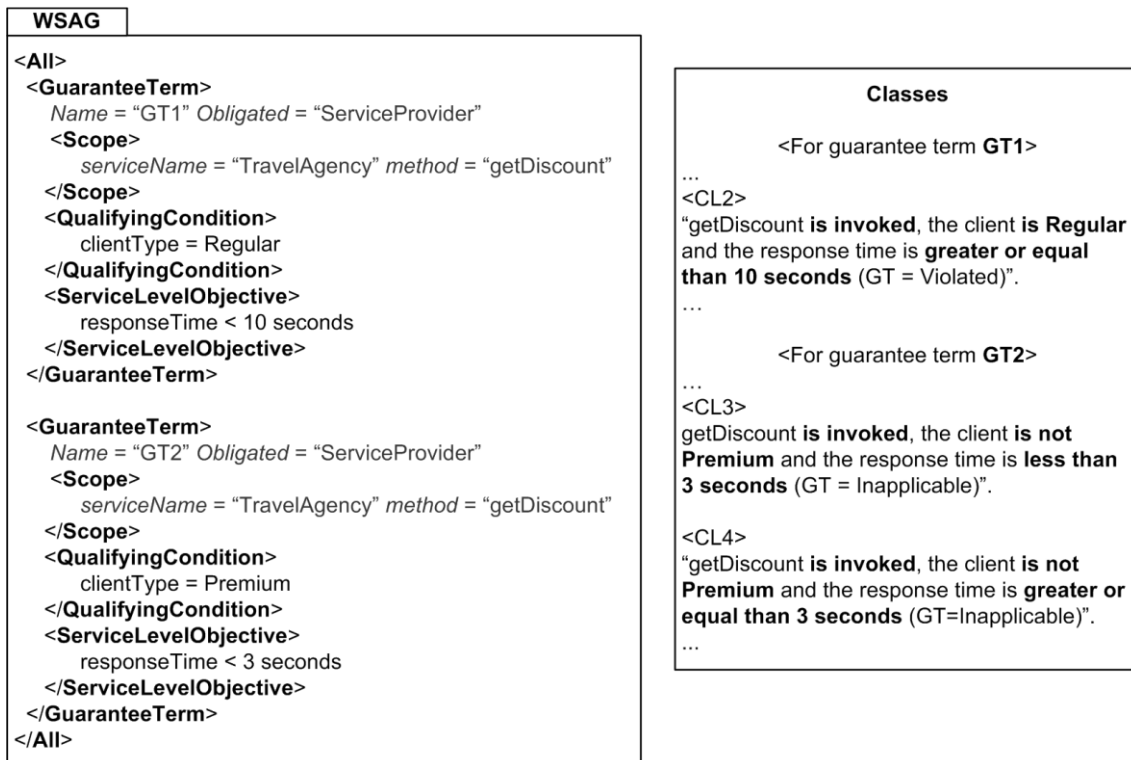 WSAG
<All>
<GuaranteeTerm>
Name = “GT1” Obligated = “ServiceProvider”
<Scope>
serviceName = “TravelAgency” method = “getDiscount”
</Scope>
<QualifyingCondition>
clientType = Regular
</QualifyingCondition>
<ServiceLevelObjective>
responseTime < 10 seconds
</ServiceLevelObjective>
</GuaranteeTerm>
<GuaranteeTerm>
Name = “GT2” Obligated = “ServiceProvider”
<Scope>
serviceName = “TravelAgency” method = “getDiscount”
</Scope>
<QualifyingCondition>
clientType = Premium
</QualifyingCondition>
<ServiceLevelObjective>
responseTime < 3 seconds
</ServiceLevelObjective>
</GuaranteeTerm>
</All>
Classes
<For guarantee term GT1>
...
<CL2>
“getDiscount is invoked, the client is Regular
and the response time is greater or equal
than 10 seconds (GT = Violated)”.
…
<For guarantee term GT2>
…
<CL3>
getDiscount is invoked, the client is not
Premium and the response time is less than
3 seconds (GT = Inapplicable)”.
<CL4>
“getDiscount is invoked, the client is not
Premium and the response time is greater or
equal than 3 seconds (GT=Inapplicable)”.
...